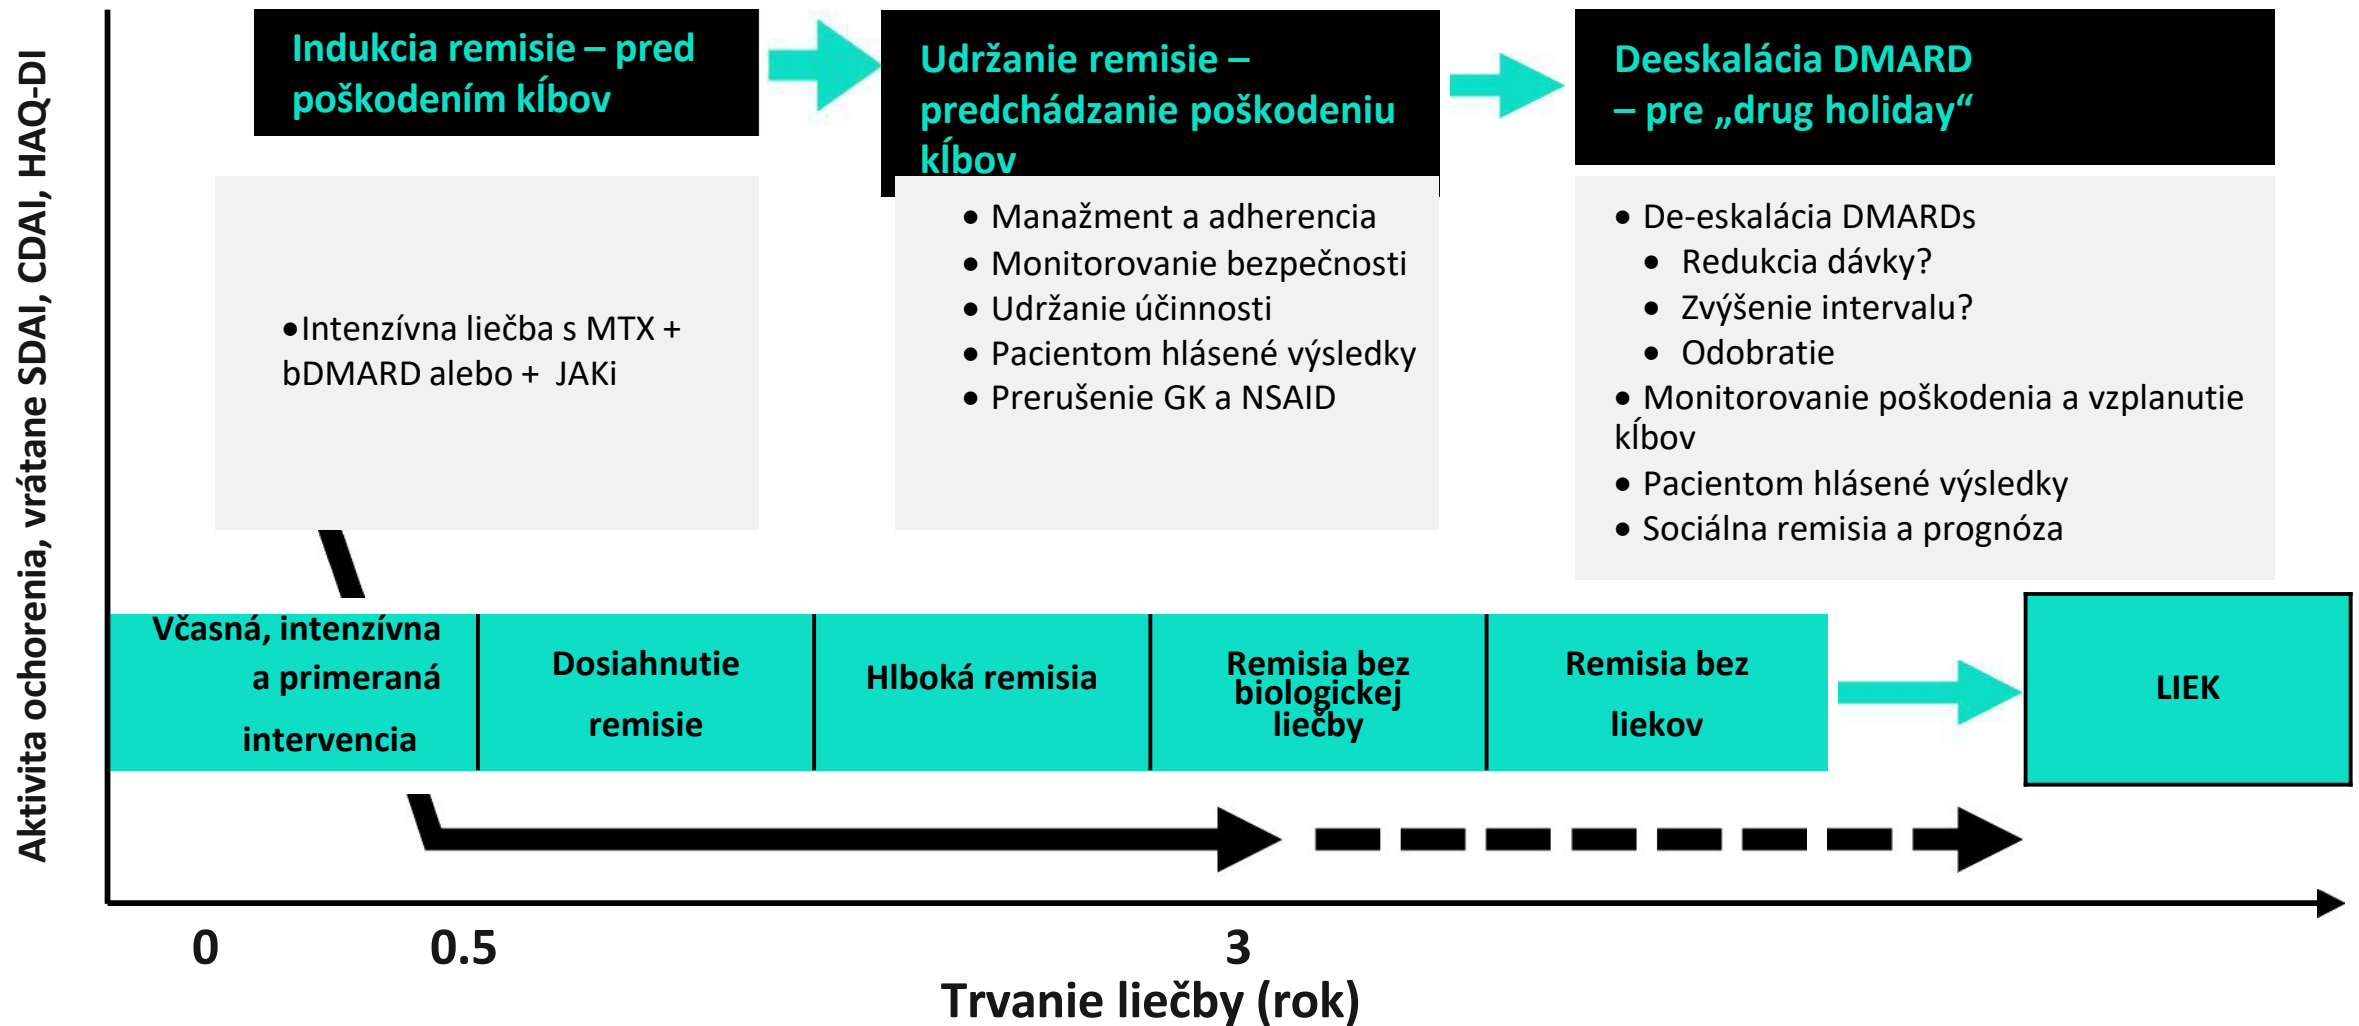 Aktivita ochorenia, vrátane SDAI, CDAI, HAQ-DI
Indukcia remisie – pred
poškodením kĺbov
Udržanie remisie –
predchádzanie poškodeniu
kĺbov
Deeskalácia DMARD
– pre „drug holiday“
•Intenzívna liečba s MTX +
bDMARD alebo + JAKi
• Manažment a adherencia
• Monitorovanie bezpečnosti
• Udržanie účinnosti
• Pacientom hlásené výsledky
• Prerušenie GK a NSAID
• De-eskalácia DMARDs
• Redukcia dávky?
• Zvýšenie intervalu?
• Odobratie
• Monitorovanie poškodenia a vzplanutie
kĺbov
• Pacientom hlásené výsledky
• Sociálna remisia a prognóza
Včasná, intenzívna
a primeraná
intervencia
Dosiahnutie
remisie
Hlboká remisia
Remisia bez
biologickej
liečby
Remisia bez
liekov
LIEK
0
0.5
3
Trvanie liečby (rok)